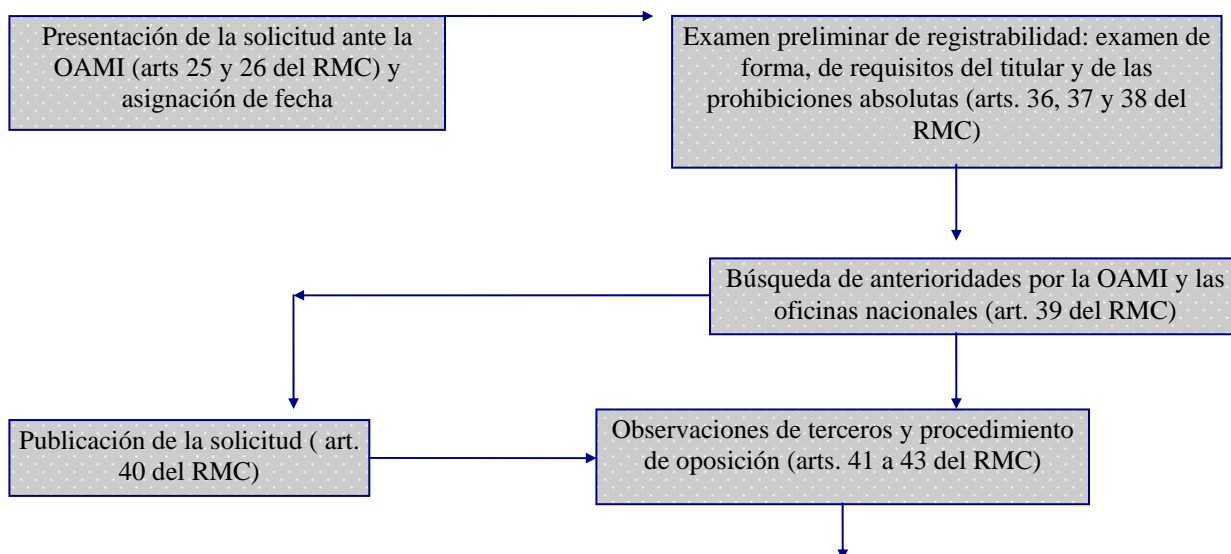 Presentación de la solicitud ante la
OAMI (arts 25 y 26 del RMC) y
asignación de fecha
Examen preliminar de registrabilidad: examen de
forma, de requisitos del titular y de las
prohibiciones absolutas (arts. 36, 37 y 38 del
RMC)
Búsqueda de anterioridades por la OAMI y las
oficinas nacionales (art. 39 del RMC)
Publicación de la solicitud ( art.
40 del RMC)
Observaciones de terceros y procedimiento
de oposición (arts. 41 a 43 del RMC)